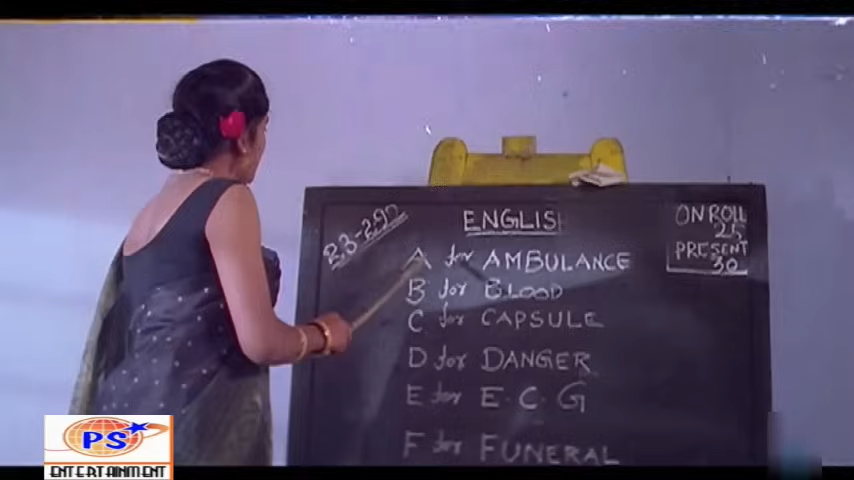 23-2-2010
ENGLISH
ON ROLL
25
PRESENT
30
A for AMBULANCE
B for BLOOD
C for CAPSULE
D for DANGER
E for E.C.G
F for FUNERAL
PS
ENTERTAINMENT